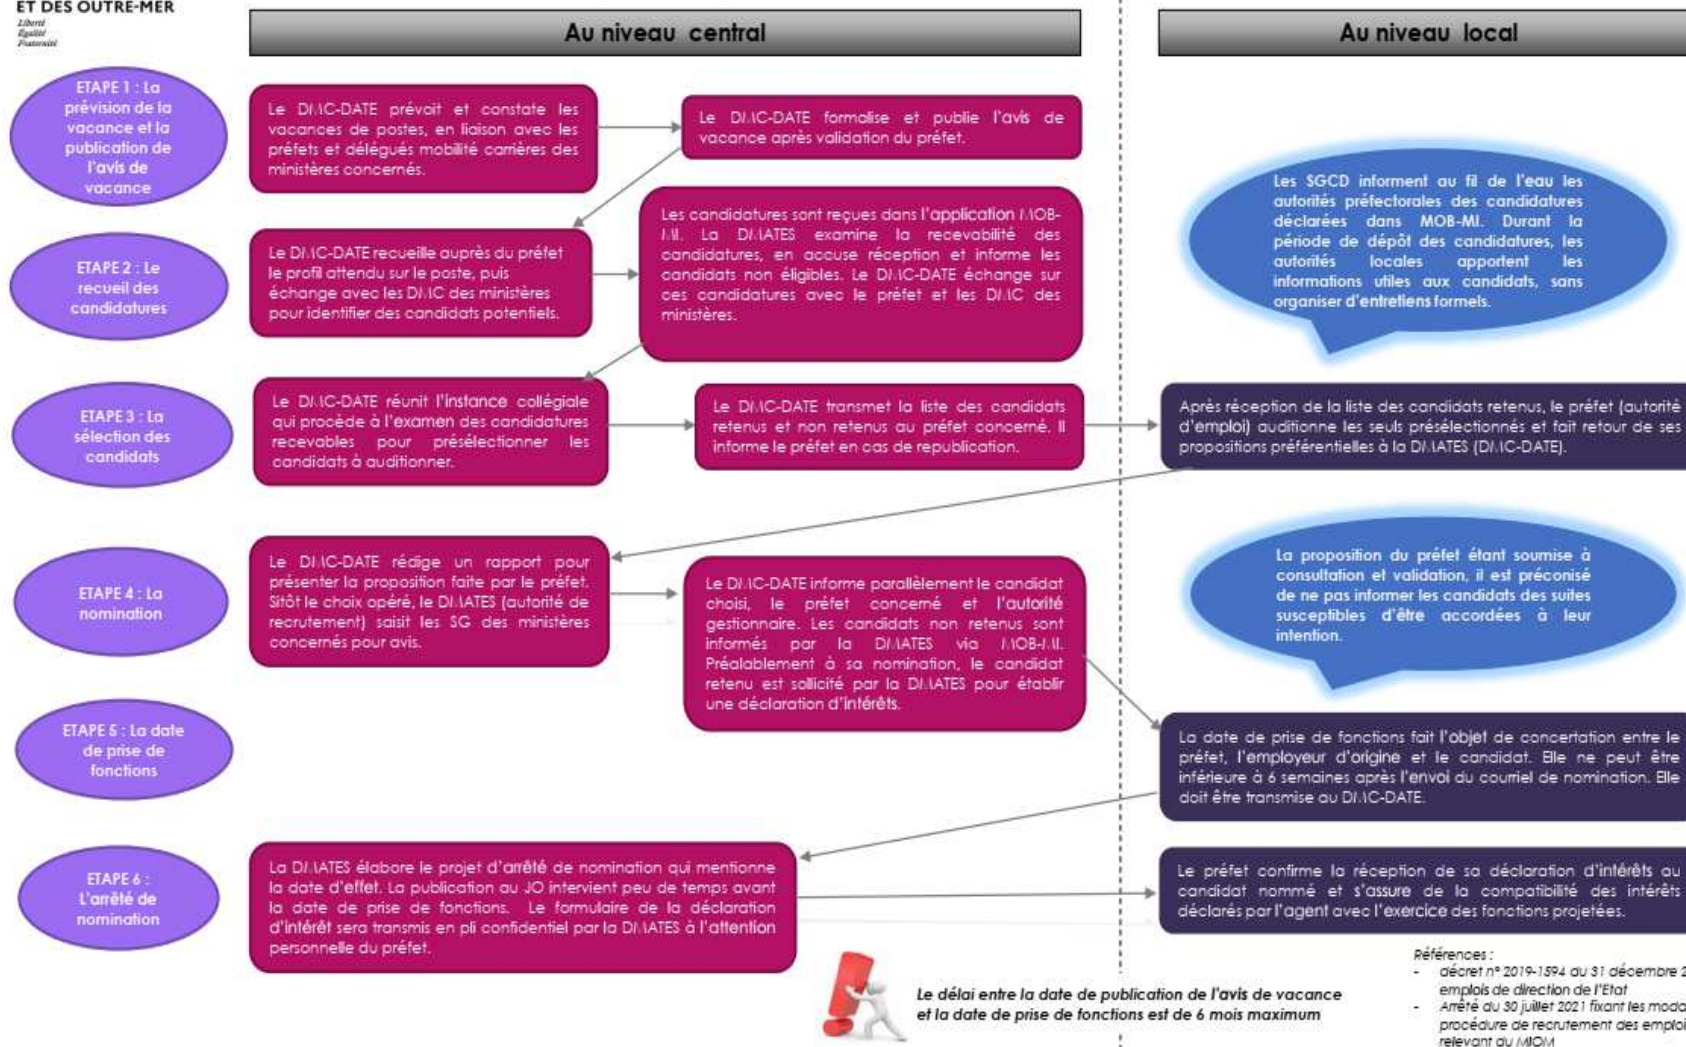 ET DES OUTRE-MER
Liberté
Égalité
Fraternité
Au niveau central
Au niveau local
ETAPE 1 : La
prévision de la
vacance et la
publication de
l'avis de
vacance
Le DMC-DATE prévoit et constate les
vacances de postes, en liaison avec les
préfets et délégués mobilité carrières des
ministères concernés.
Le DMC-DATE formalise et publie l'avis de
vacance après validation du préfet.
Les SGCD informent au fil de l'eau les
autorités préfectorales des candidatures
déclarées dans MOB-MI. Durant la
période de dépôt des candidatures, les
autorités locales apportent les
informations utiles aux candidats, sans
organiser d'entretiens formels.
ETAPE 2 : Le
recueil des
candidatures
Le DMC-DATE recueille auprès du préfet
le profil attendu sur le poste, puis
échange avec les DMC des ministères
pour identifier des candidats potentiels.
Les candidatures sont reçues dans l'application MOB-
MI. La DMATES examine la recevabilité des
candidatures, en accuse réception et informe les
candidats non éligibles. Le DMC-DATE échange sur
ces candidatures avec le préfet et les DMC des
ministères.
ETAPE 3 : La
sélection des
candidats
Le DMC-DATE réunit l'instance collégiale
qui procède à l'examen des candidatures
recevables pour présélectionner les
candidats à auditionner.
Le DMC-DATE transmet la liste des candidats
retenus et non retenus au préfet concerné. Il
informe le préfet en cas de republication.
Après réception de la liste des candidats retenus, le préfet (autorité
d'emploi) auditionne les seuls présélectionnés et fait retour de ses
propositions préférentielles à la DMATES (DMC-DATE).
ETAPE 4 : La
nomination
Le DMC-DATE rédige un rapport pour
présenter la proposition faite par le préfet.
Sitôt le choix opéré, le DMATES (autorité de
recrutement) saisit les SG des ministères
concernés pour avis.
Le DMC-DATE informe parallèlement le candidat
choisi, le préfet concerné et l'autorité
gestionnaire. Les candidats non retenus sont
informés par la DMATES via MOB-MI.
Préalablement à sa nomination, le candidat
retenu est sollicité par la DMATES pour établir
une déclaration d'intérêts.
La proposition du préfet étant soumise à
consultation et validation, il est préconisé
de ne pas informer les candidats des suites
susceptibles d'être accordées à leur
intention.
ETAPE 5 : La date
de prise de
fonctions
La date de prise de fonctions fait l'objet de concertation entre le
préfet, l'employeur d'origine et le candidat. Elle ne peut être
inférieure à 6 semaines après l'envoi du courriel de nomination. Elle
doit être transmise au DMC-DATE.
ETAPE 6 :
L'arrêté de
nomination
La DMATES élabore le projet d'arrêté de nomination qui mentionne
la date d'effet. La publication au JO intervient peu de temps avant
la date de prise de fonctions. Le formulaire de la déclaration
d'intérêt sera transmis en pli confidentiel par la DMATES à l'attention
personnelle du préfet.
Le préfet confirme la réception de sa déclaration d'intérêts au
candidat nommé et s'assure de la compatibilité des intérêts
déclarés par l'agent avec l'exercice des fonctions projetées.
Le délai entre la date de publication de l'avis de vacance
et la date de prise de fonctions est de 6 mois maximum
Références :
- décret n° 2019-1594 du 31 décembre 2
emplois de direction de l'Etat
- Arrêté du 30 juillet 2021 fixant les moda
procédure de recrutement des emploi
relevant du MIOM